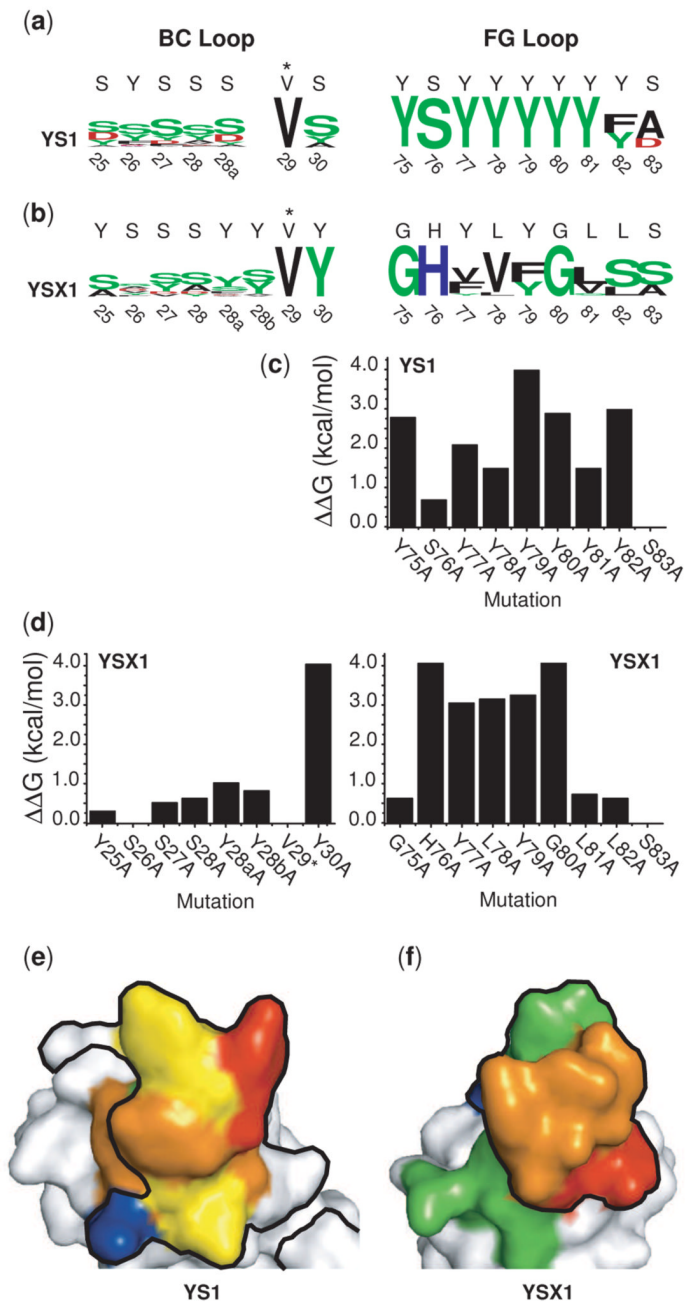 (a)
BC Loop FG Loop
*
S Y S S S V S Y S Y Y Y Y Y Y S
YS1
V S Y S Y Y Y Y Y F A
Y D
25 26 27 28 28a 29 30 75 76 77 78 79 80 81 82 83
(b)
*
Y S S S Y Y V Y G H Y L Y G L L S
YSX1
V Y G H V F G S S
25 26 27 28 28a 28b 29 30 75 76 77 78 79 80 81 82 83
(c)
YS1
ΔΔG (kcal/mol)
4.0
3.0
2.0
1.0
0.0
Y75A S76A Y77A Y78A Y79A Y80A Y81A Y82A S83A
Mutation
(d)
YSX1
ΔΔG (kcal/mol)
4.0
3.0
2.0
1.0
0.0
Y25A S26A S27A S28A Y28aA Y28bA V29* Y30A
Mutation
YSX1
4.0
3.0
2.0
1.0
0.0
G75A H76A Y77A L78A Y79A G80A L81A L82A S83A
Mutation
(e) (f)
YS1 YSX1